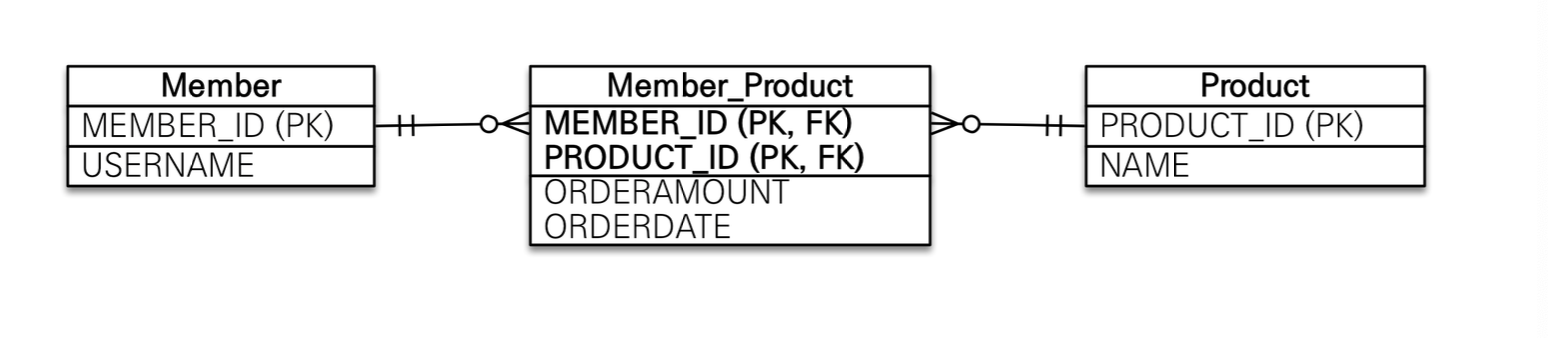 Member
MEMBER_ID (PK)
USERNAME
Member_Product
MEMBER_ID (PK, FK)
PRODUCT_ID (PK, FK)
ORDERAMOUNT
ORDERDATE
Product
PRODUCT_ID (PK)
NAME